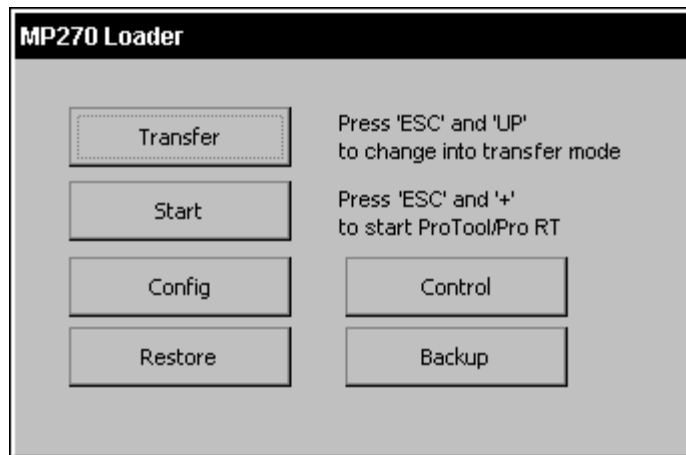 MP270 Loader
Transfer
Press 'ESC' and 'UP'
to change into transfer mode
Start
Press 'ESC' and '+'
to start ProTool/Pro RT
Config
Control
Restore
Backup